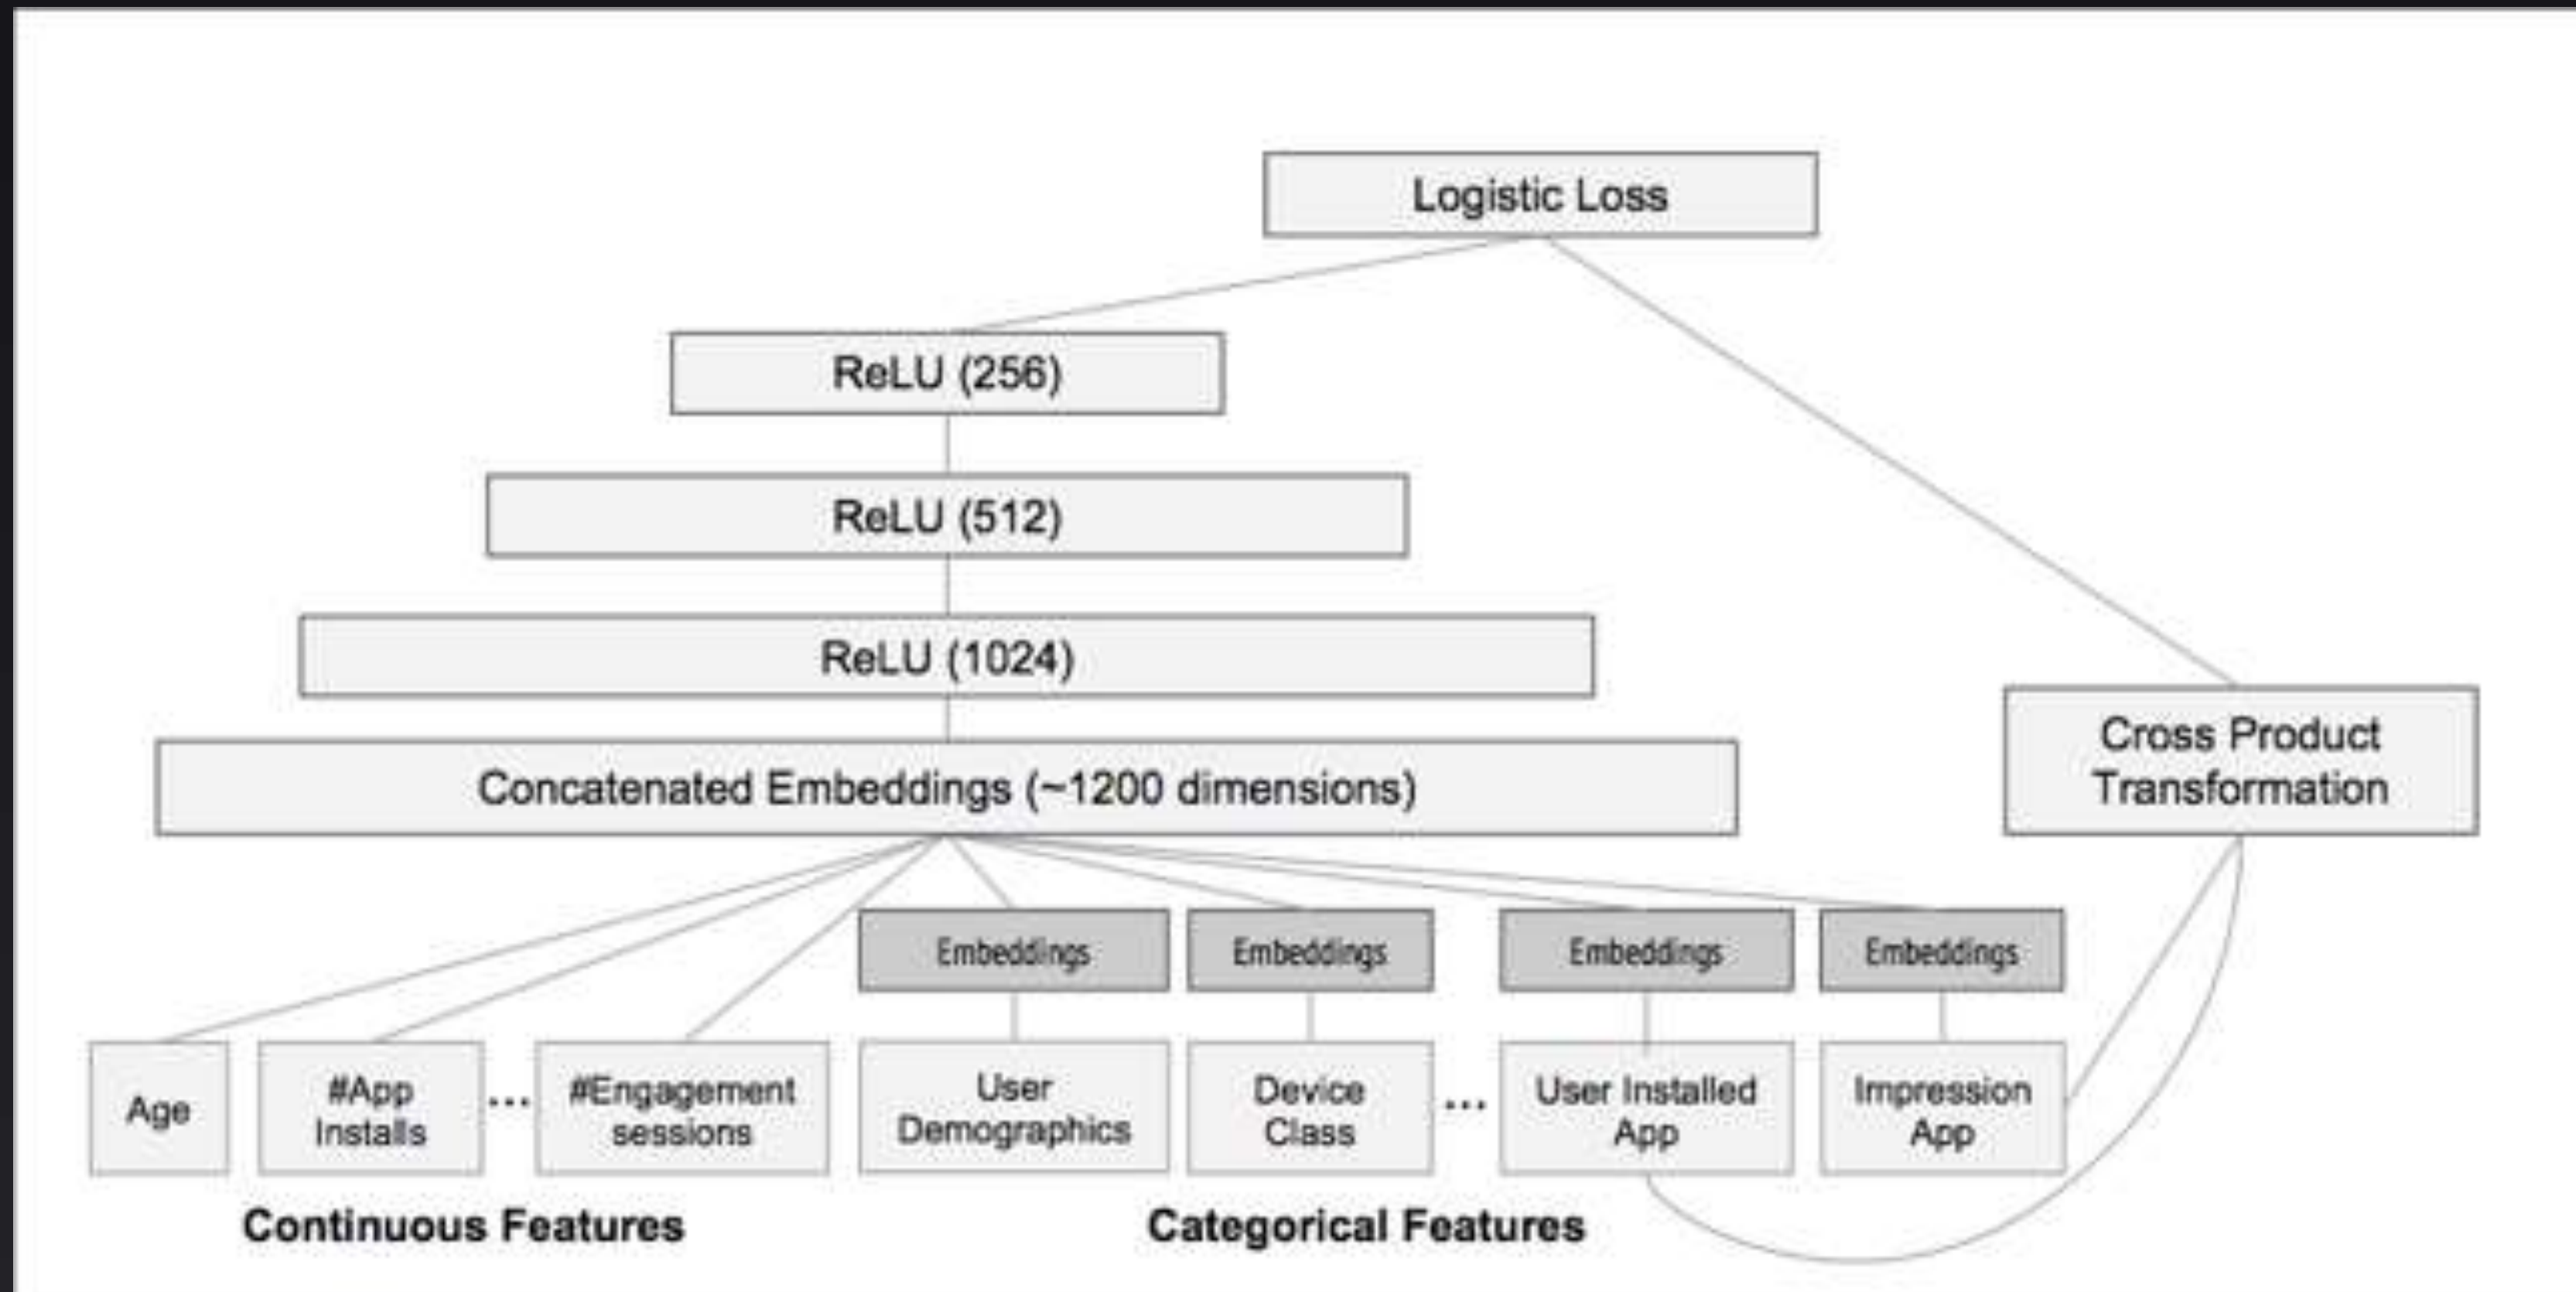 Logistic Loss
ReLU (256)
ReLU (512)
ReLU (1024)
Cross Product
Transformation
Concatenated Embeddings (~1200 dimensions)
Embeddings
Embeddings
Embeddings
Embeddings
Age
#App
Installs
...
#Engagement
sessions
User
Demographics
Device
Class
...
User Installed
App
Impression
App
Continuous Features
Categorical Features